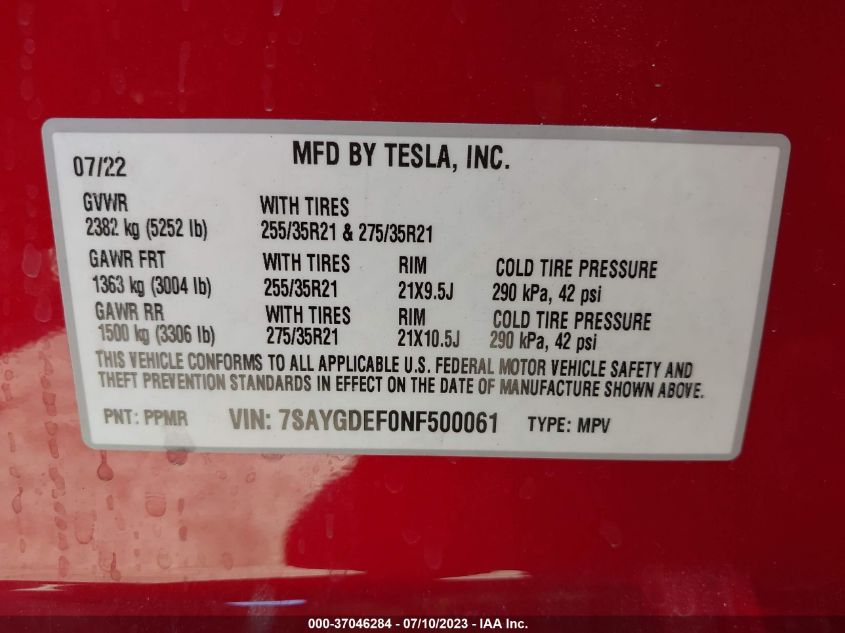 07/22 MFD BY TESLA, INC.
GVWR WITH TIRES
2382 kg (5252 lb) 255/35R21 & 275/35R21
GAWR FRT WITH TIRES RIM COLD TIRE PRESSURE
1363 kg (3004 lb) 255/35R21 21X9.5J 290 kPa, 42 psi
GAWR RR WITH TIRES RIM COLD TIRE PRESSURE
1500 kg (3306 lb) 275/35R21 21X10.5J 290 kPa, 42 psi
THIS VEHICLE CONFORMS TO ALL APPLICABLE U.S. FEDERAL MOTOR VEHICLE SAFETY AND
THEFT PREVENTION STANDARDS IN EFFECT ON THE DATE OF MANUFACTURE SHOWN ABOVE.
PNT: PPMR VIN: 7SAYGDEF0NF500061 TYPE: MPV
000-37046284 - 07/10/2023 - IAA Inc.